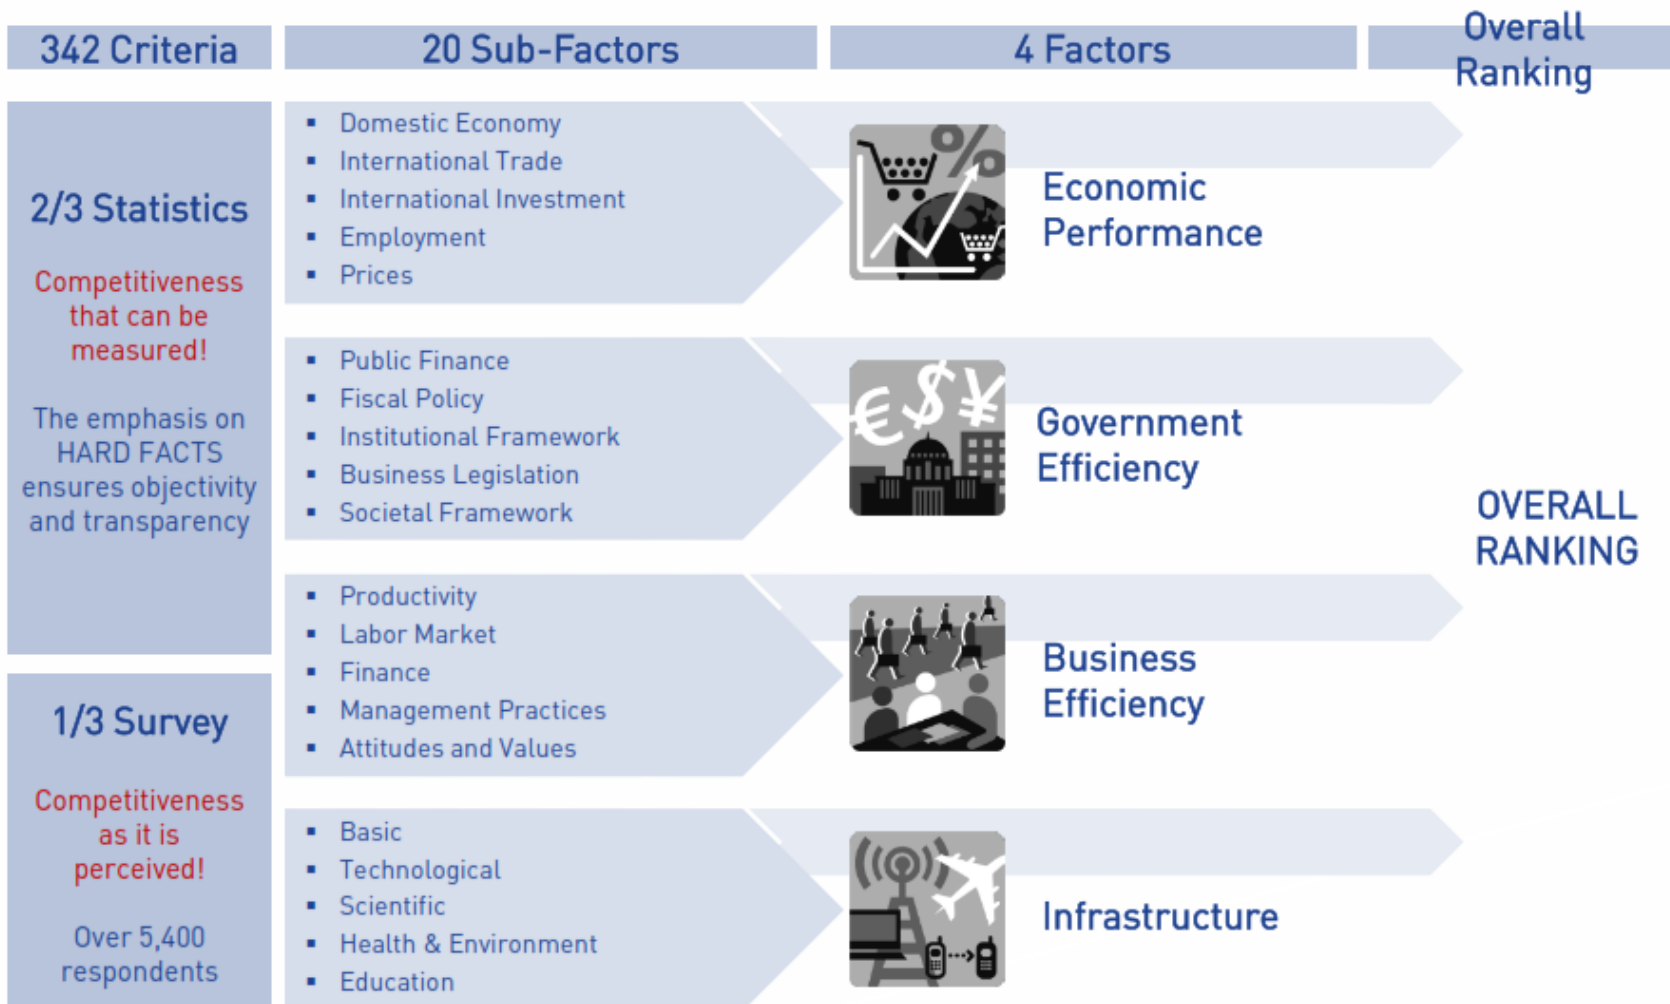 342 Criteria
20 Sub-Factors
4 Factors
Overall
Ranking
2/3 Statistics
Competitiveness
that can be
measured!
The emphasis on
HARD FACTS
ensures objectivity
and transparency
1/3 Survey
Competitiveness
as it is
perceived!
Over 5,400
respondents
▪ Domestic Economy
▪ International Trade
▪ International Investment
▪ Employment
▪ Prices
Economic
Performance
▪ Public Finance
▪ Fiscal Policy
▪ Institutional Framework
▪ Business Legislation
▪ Societal Framework
Government
Efficiency
▪ Productivity
▪ Labor Market
▪ Finance
▪ Management Practices
▪ Attitudes and Values
Business
Efficiency
▪ Basic
▪ Technological
▪ Scientific
▪ Health & Environment
▪ Education
Infrastructure
OVERALL
RANKING
%
€$¥